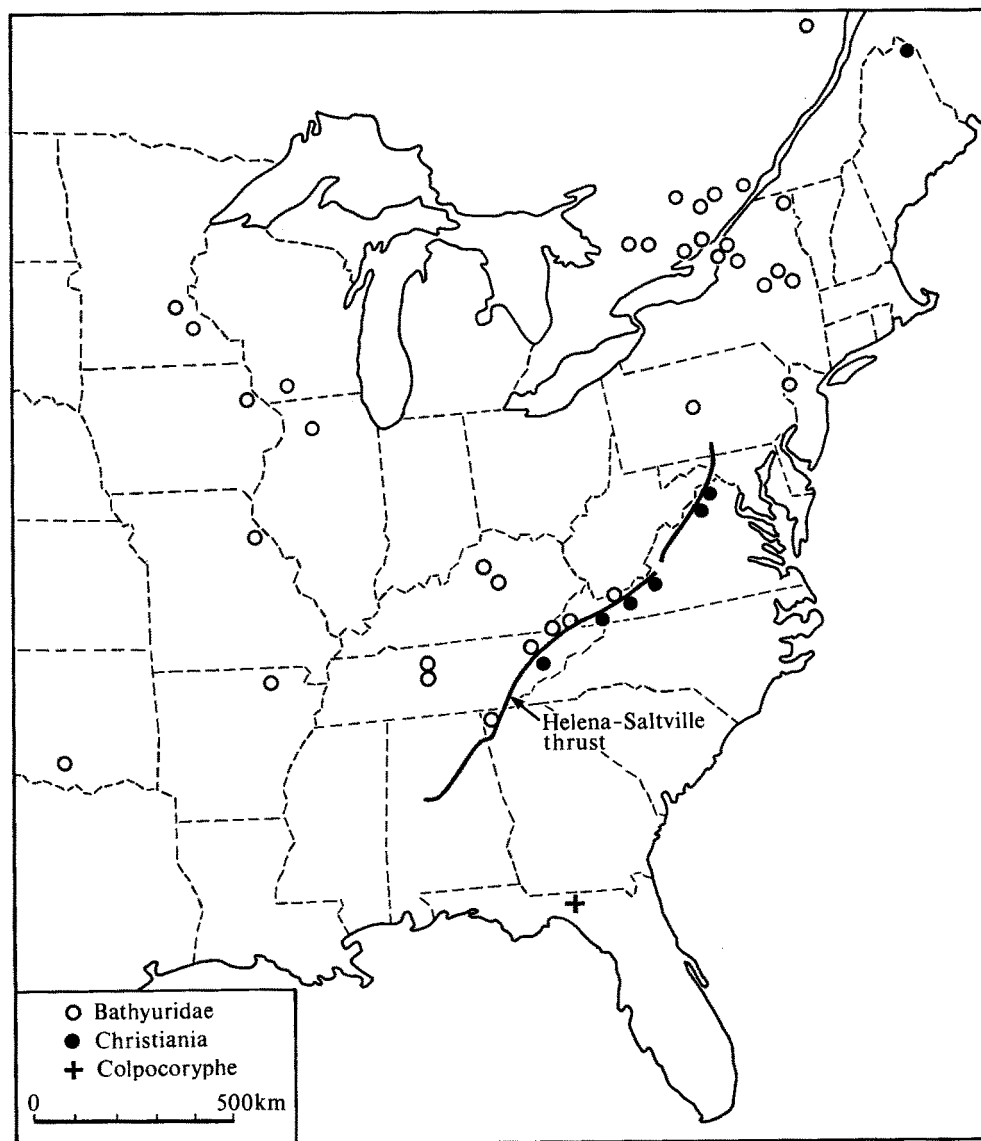 Helena-Saltville
thrust
Bathyuridae
Christiania
Colpocoryphe
0 500km